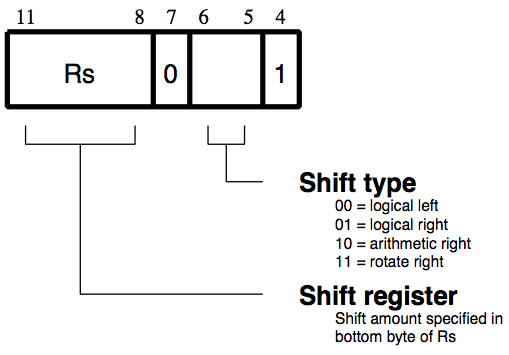 11 8 7 6 5 4
Rs 0 1
Shift type
00 = logical left
01 = logical right
10 = arithmetic right
11 = rotate right
Shift register
Shift amount specified in
bottom byte of Rs